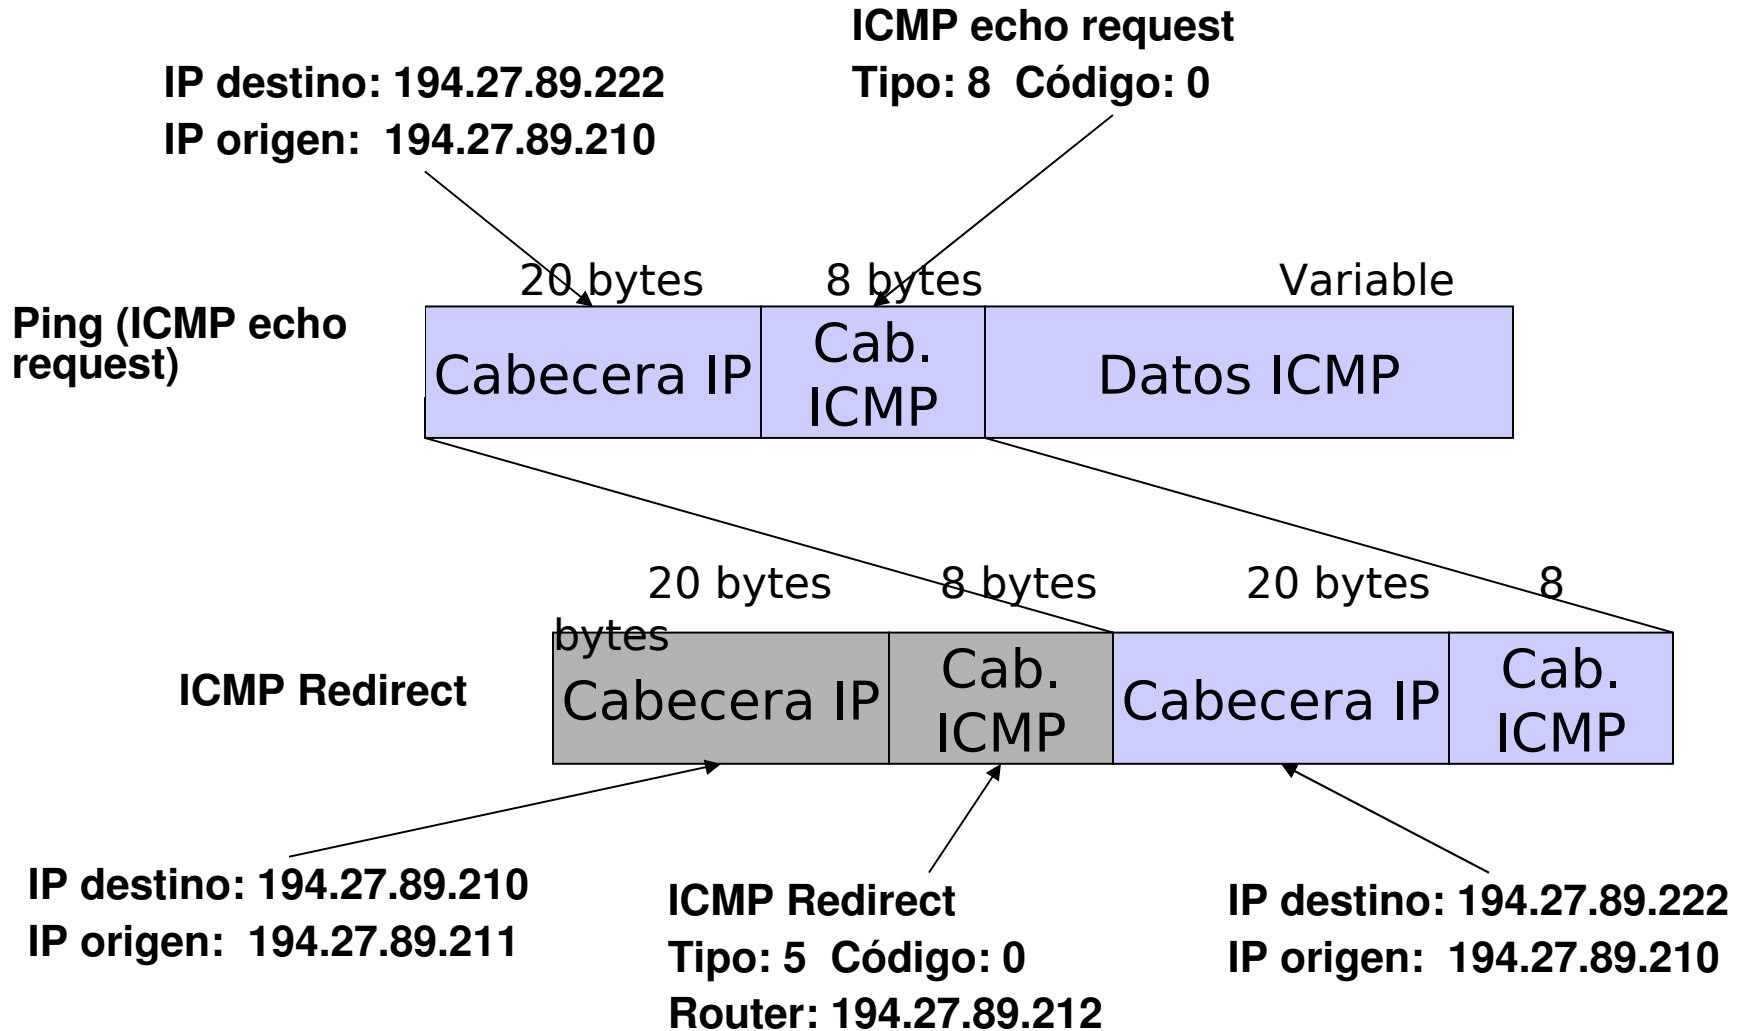 ICMP echo request
Tipo: 8 Código: 0
IP destino: 194.27.89.222
IP origen: 194.27.89.210
20 bytes
8 bytes
Variable
Ping (ICMP echo
request)
Cabecera IP
Cab.
ICMP
Datos ICMP
20 bytes
8 bytes
20 bytes
8
bytes
ICMP Redirect
Cabecera IP
Cab.
ICMP
Cabecera IP
Cab.
ICMP
IP destino: 194.27.89.210
IP origen: 194.27.89.211
ICMP Redirect
Tipo: 5 Código: 0
Router: 194.27.89.212
IP destino: 194.27.89.222
IP origen: 194.27.89.210